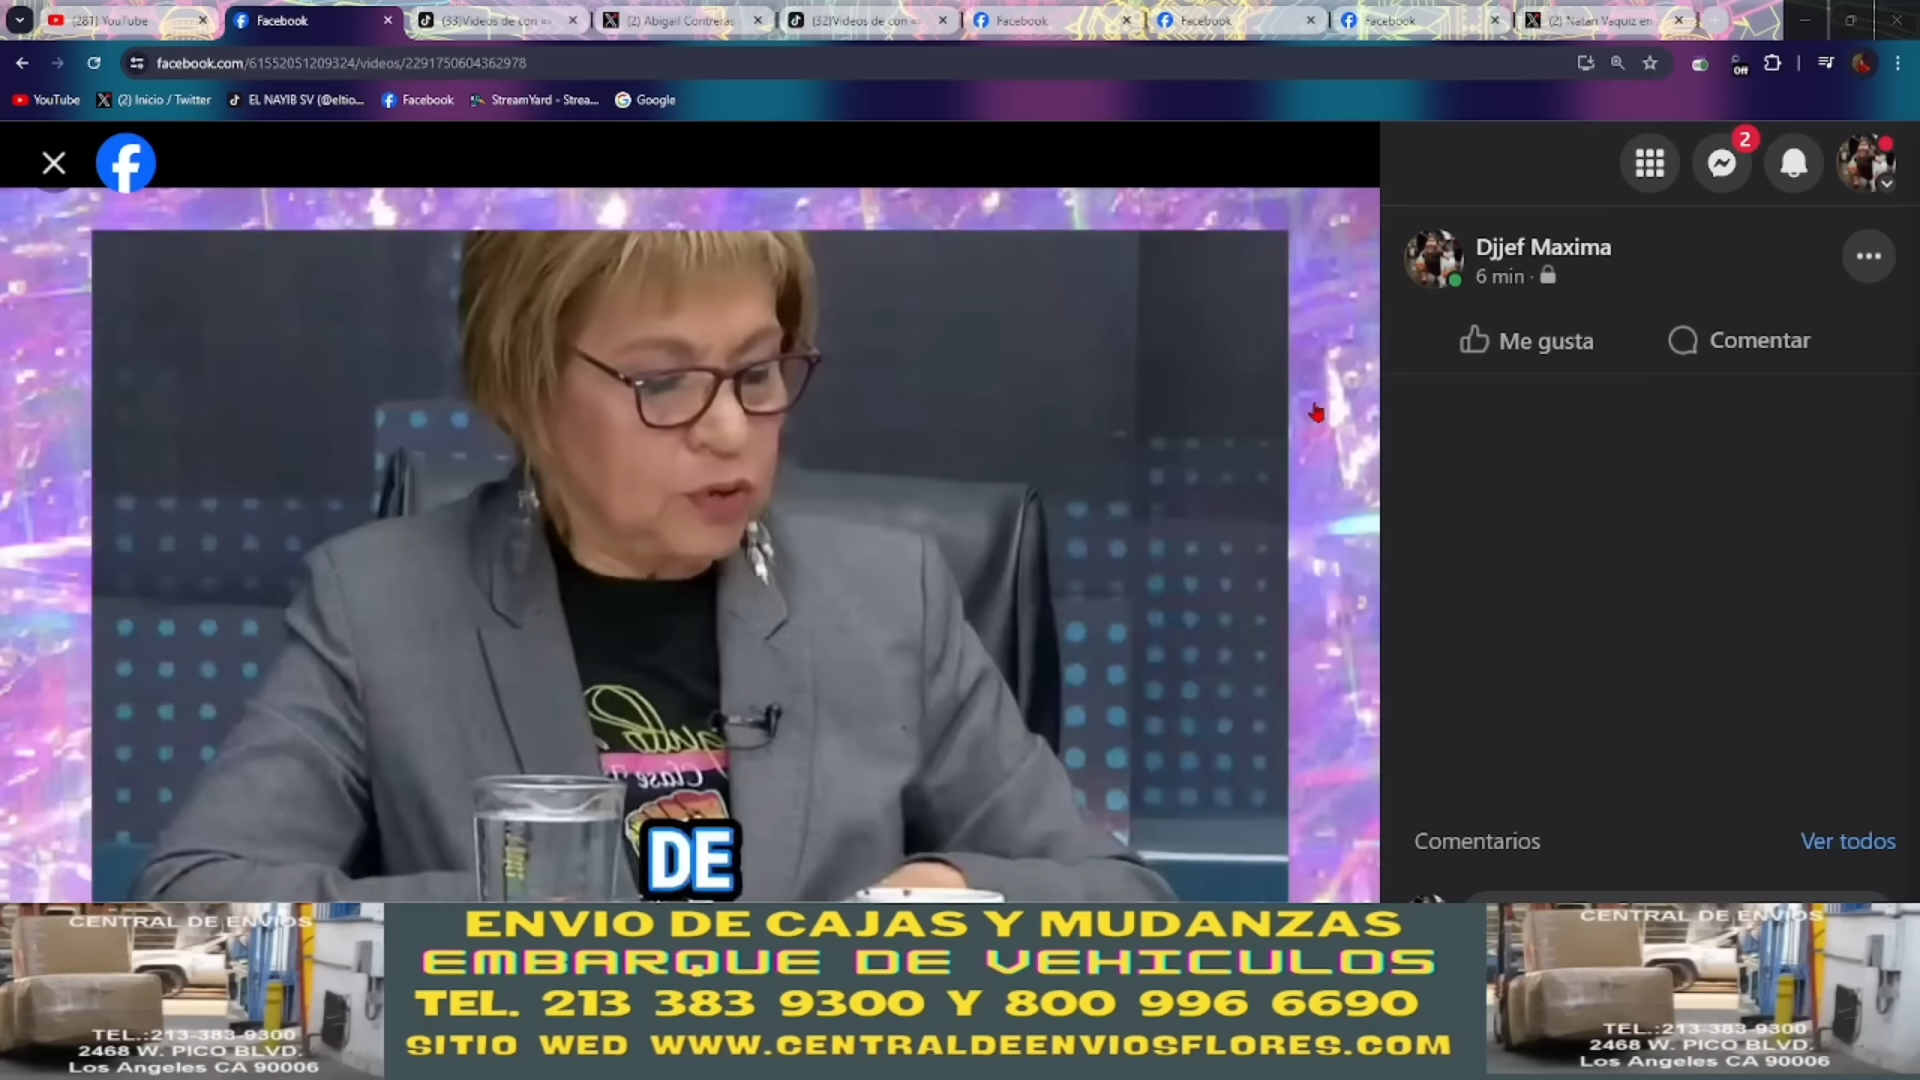 (281) YouTube
Facebook
(33)Videos de con
(2) Abigail Contreras
(32)Videos de con
Facebook
Facebook
Facebook
(2) Natan Vaquiz en
facebook.com/61552051209324/videos/2291750604362978
Off
YouTube
(2) Inicio / Twitter
EL NAYIB SV (@eltio...
Facebook
StreamYard - Strea...
Google
2
Djjef Maxima
6 min ·
Me gusta
Comentar
DE
Comentarios
Ver todos
CENTRAL DE ENVIOS
TEL.:213-383-9300
2468 W. PICO BLVD.
Los Angeles CA 90006
ENVIO DE CAJAS Y MUDANZAS
EMBARQUE DE VEHICULOS
TEL. 213 383 9300 Y 800 996 6690
SITIO WED WWW.CENTRALDEENVIOSFLORES.COM
CENTRAL DE ENVIOS
TEL.:213-383-9300
2468 W. PICO BLVD.
Los Angeles CA 90006